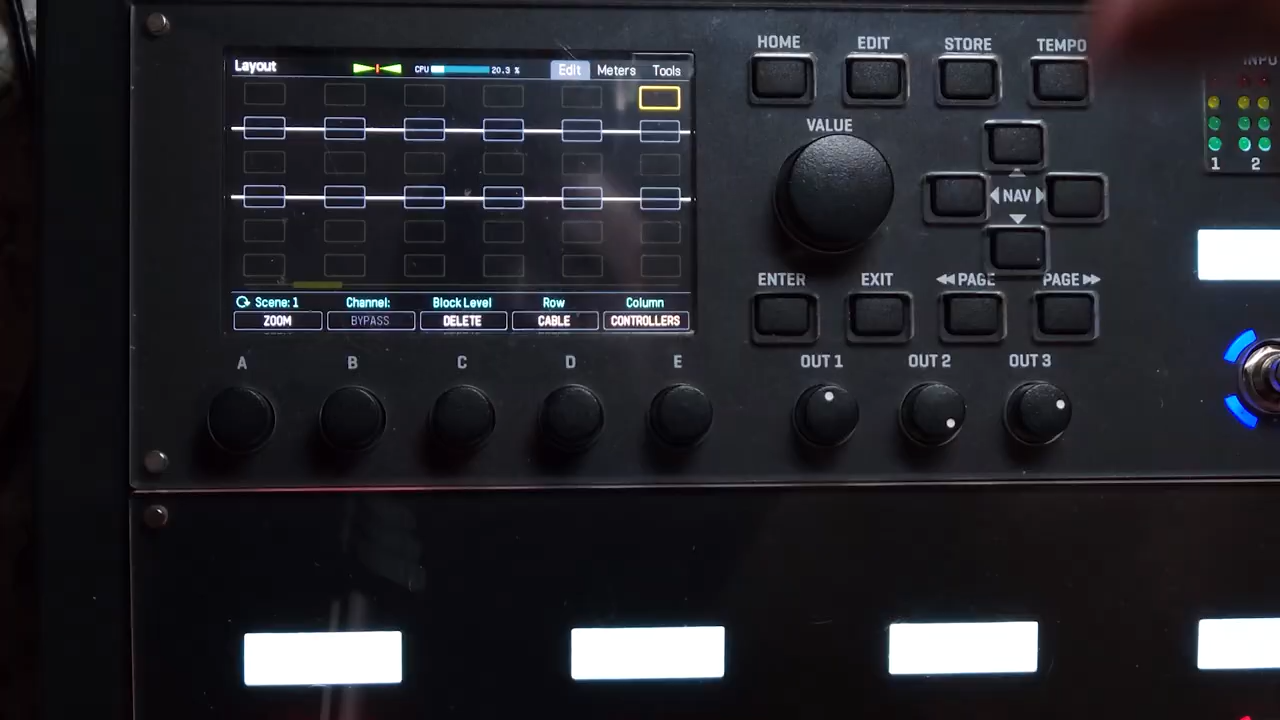 HOME EDIT STORE TEMPO
Layout CPU 20.3 % Edit Meters Tools
VALUE
NAV
1 2
Scene: 1 Channel: Block Level Row Column
ZOOM BYPASS DELETE CABLE CONTROLLERS
ENTER EXIT PAGE PAGE
A B C D E
OUT 1 OUT 2 OUT 3